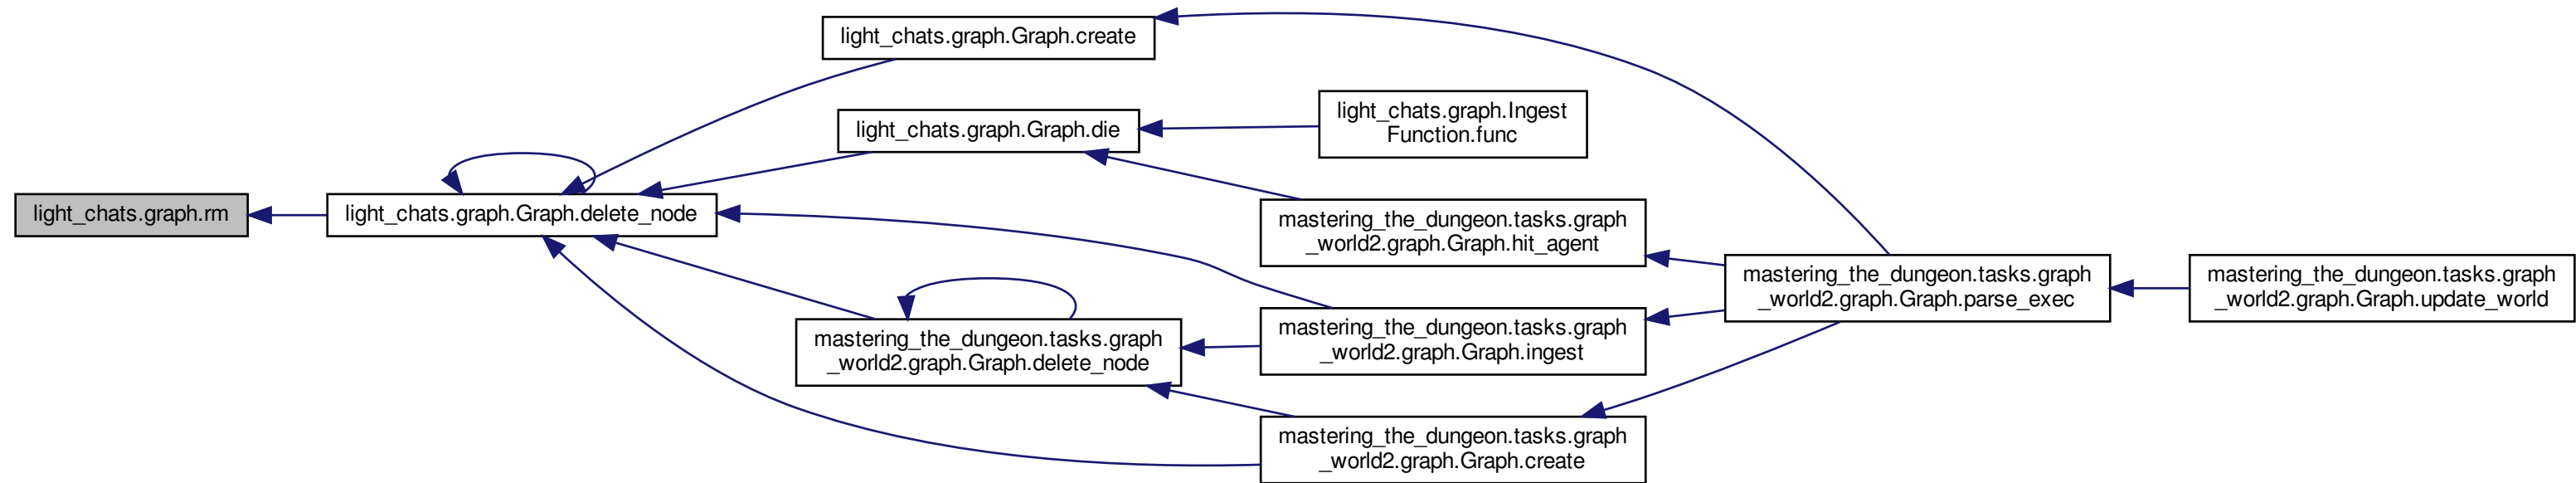 light_chats.graph.Graph.create
light_chats.graph.Ingest
Function.func
light_chats.graph.Graph.die
light_chats.graph.rm
light_chats.graph.Graph.delete_node
mastering_the_dungeon.tasks.graph
_world2.graph.Graph.hit_agent
mastering_the_dungeon.tasks.graph
_world2.graph.Graph.parse_exec
mastering_the_dungeon.tasks.graph
_world2.graph.Graph.update_world
mastering_the_dungeon.tasks.graph
_world2.graph.Graph.delete_node
mastering_the_dungeon.tasks.graph
_world2.graph.Graph.ingest
mastering_the_dungeon.tasks.graph
_world2.graph.Graph.create